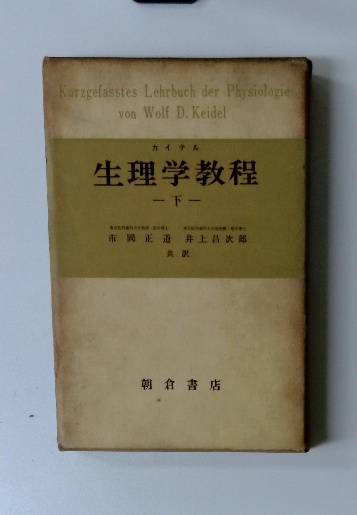 Kurzgefasstes Lehrbuch der Physiologie
von Wolf D. Keidel
カイデル
生理学教程
—下—
市岡正道 井上昌次郎
共訳
朝倉書店